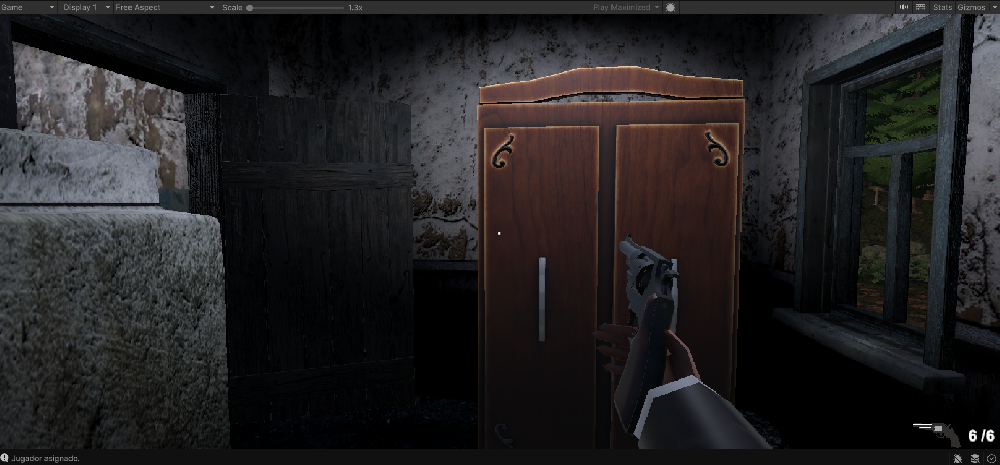 Game Display 1 Free Aspect Scale 1.3x Play Maximized Stats Gizmos
6 /6
Jugador asignado.